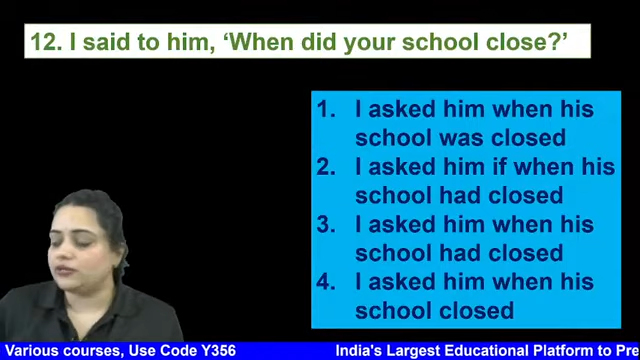 12. I said to him, ‘When did your school close?’
1. I asked him when his
school was closed
2. I asked him if when his
school had closed
3. I asked him when his
school had closed
4. I asked him when his
school closed
Various courses, Use Code Y356 India's Largest Educational Platform to Pre